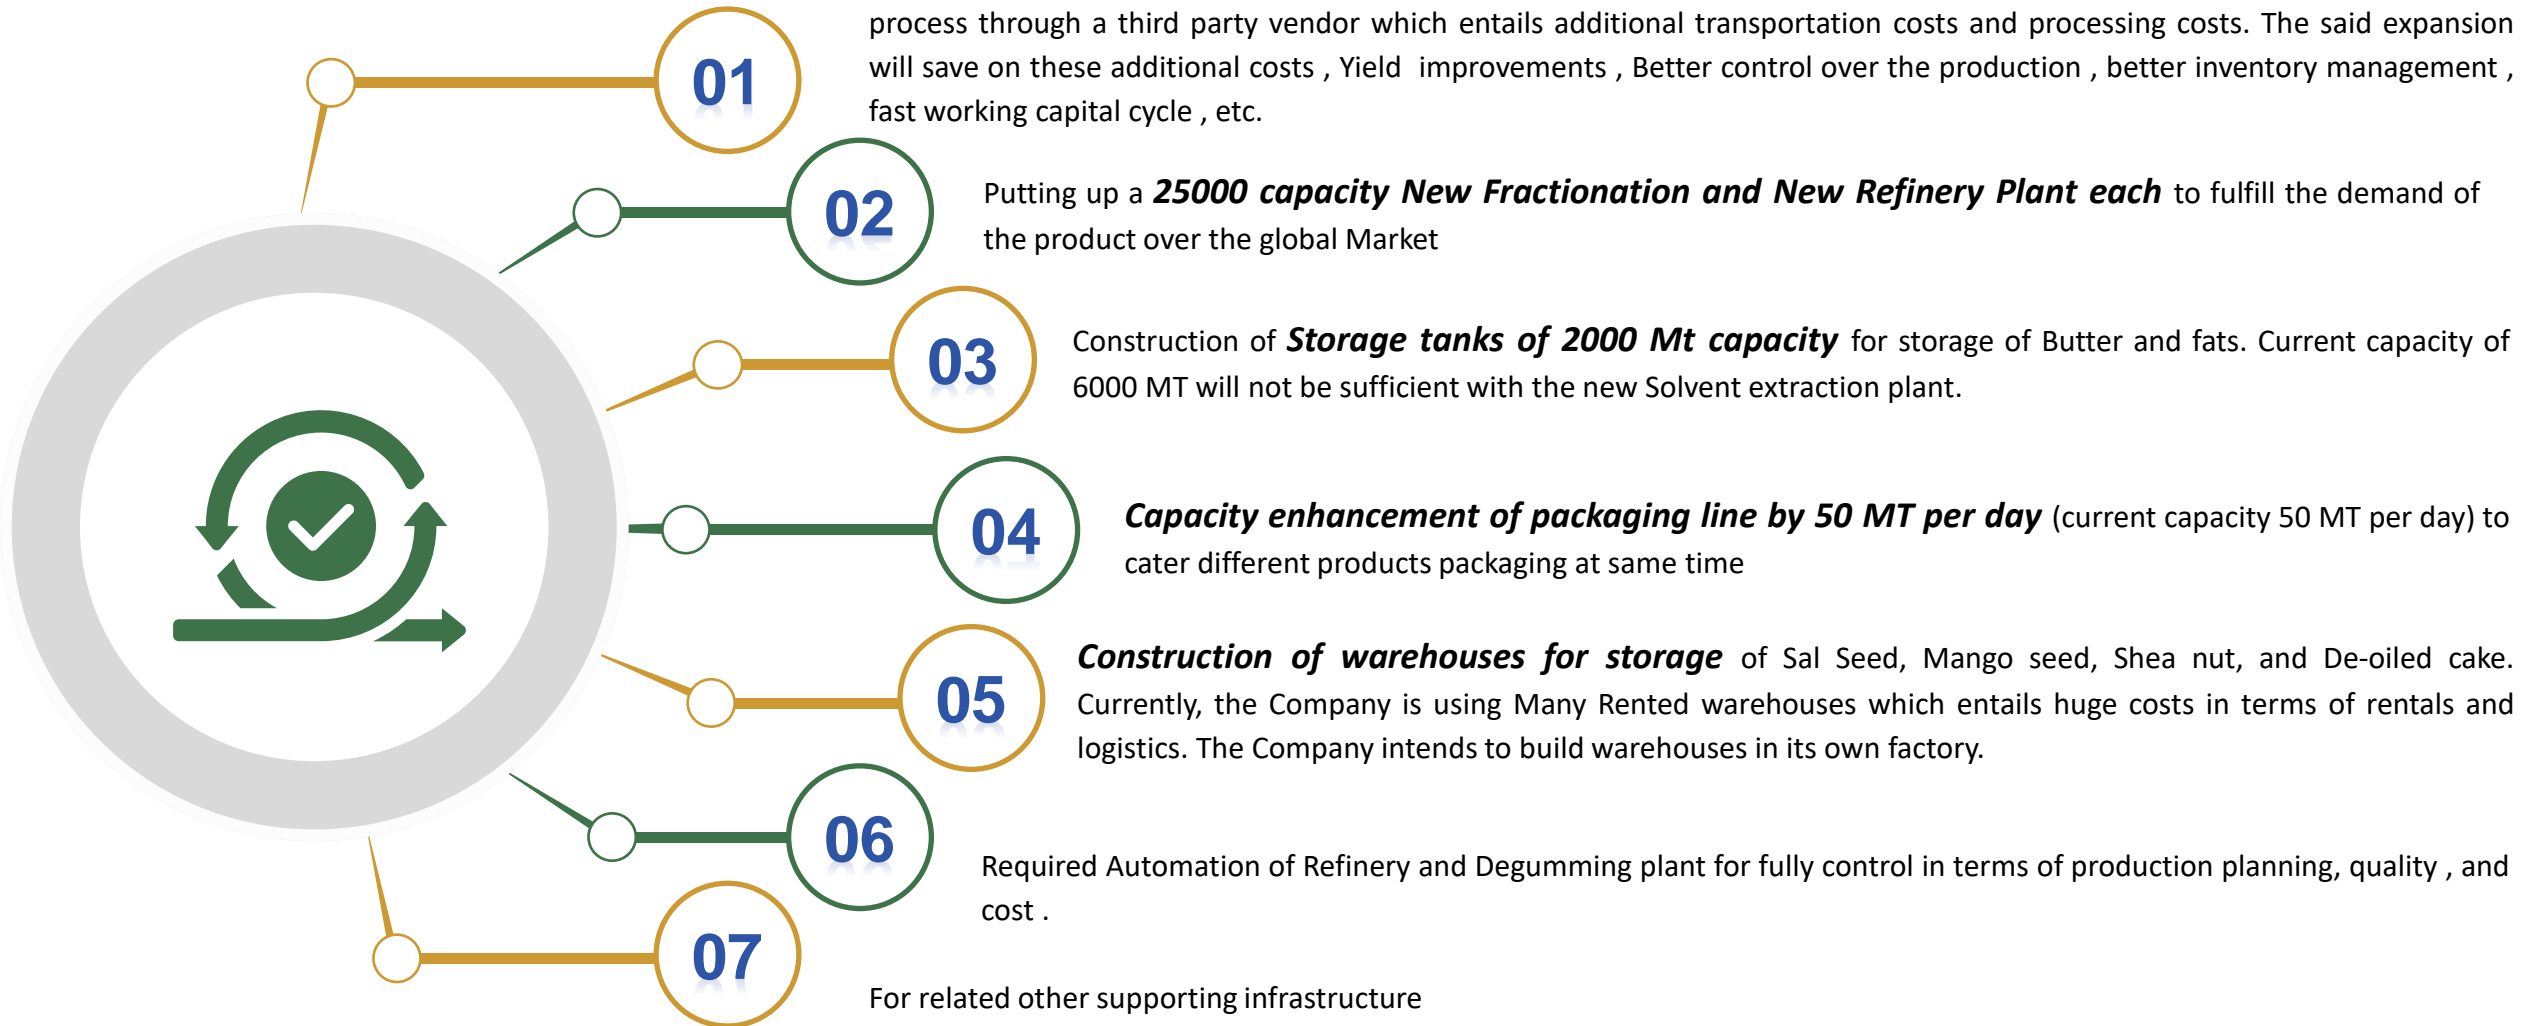 process through a third party vendor which entails additional transportation costs and processing costs. The said expansion
will save on these additional costs , Yield improvements , Better control over the production , better inventory management ,
fast working capital cycle , etc.
01
02
Putting up a 25000 capacity New Fractionation and New Refinery Plant each to fulfill the demand of
the product over the global Market
03
Construction of Storage tanks of 2000 Mt capacity for storage of Butter and fats. Current capacity of
6000 MT will not be sufficient with the new Solvent extraction plant.
04
Capacity enhancement of packaging line by 50 MT per day (current capacity 50 MT per day) to
cater different products packaging at same time
05
Construction of warehouses for storage of Sal Seed, Mango seed, Shea nut, and De-oiled cake.
Currently, the Company is using Many Rented warehouses which entails huge costs in terms of rentals and
logistics. The Company intends to build warehouses in its own factory.
06
Required Automation of Refinery and Degumming plant for fully control in terms of production planning, quality , and
cost .
07
For related other supporting infrastructure